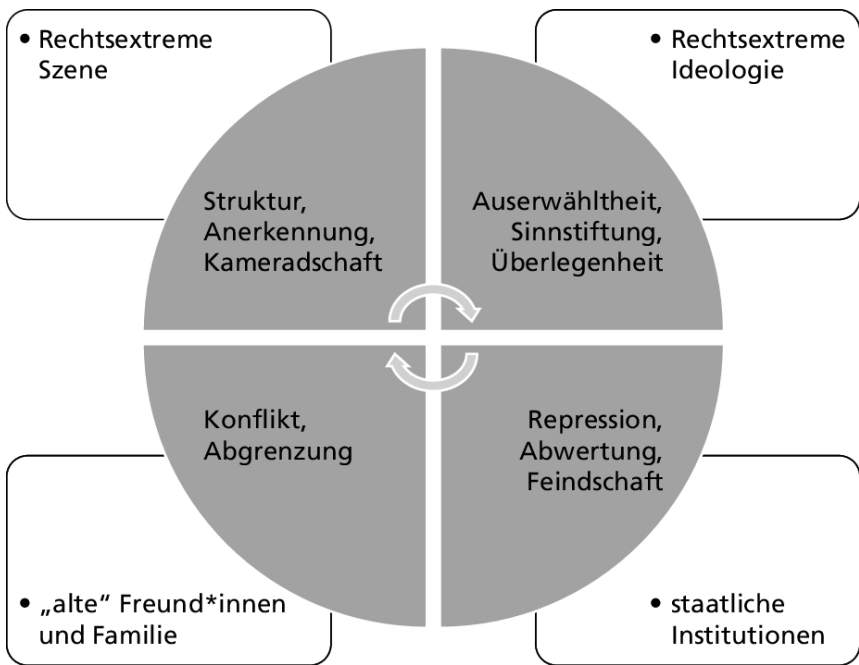 • Rechtsextreme
Szene
• Rechtsextreme
Ideologie
Struktur,
Anerkennung,
Kameradschaft
Auserwähltheit,
Sinnstiftung,
Überlegenheit
Konflikt,
Abgrenzung
Repression,
Abwertung,
Feindschaft
• „alte“ Freund*innen
und Familie
• staatliche
Institutionen